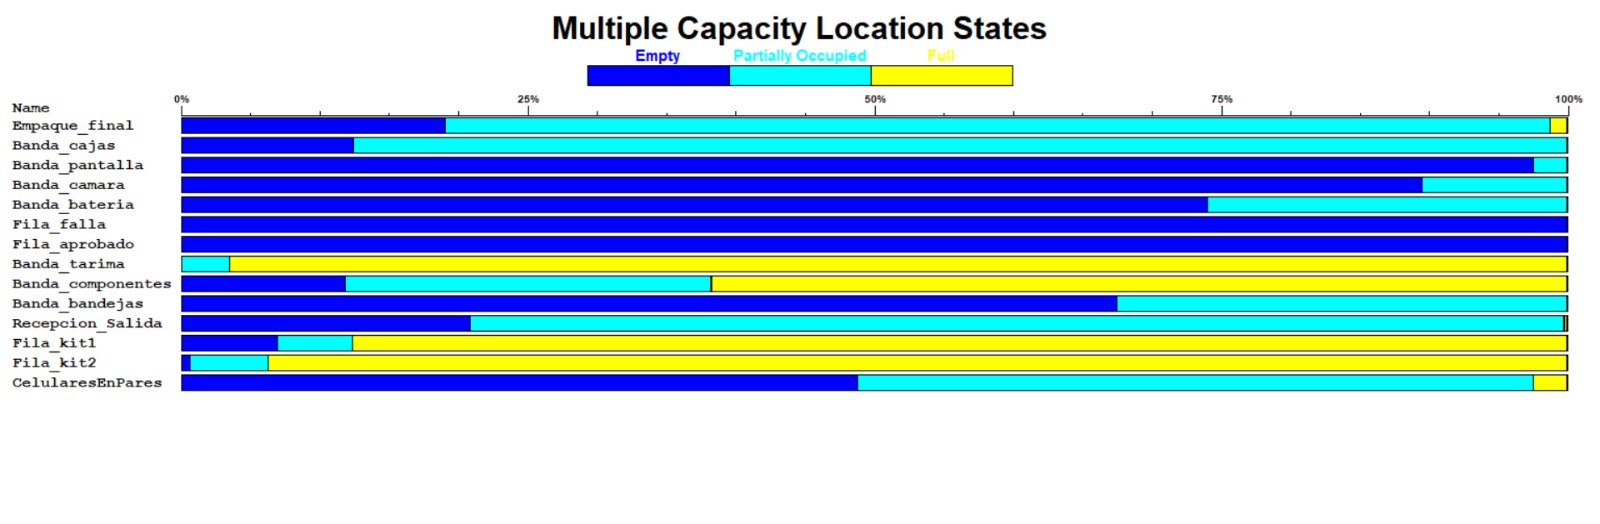 Multiple Capacity Location States
Empty Partially Occupied Full
Name 0% 25% 50% 75% 100%
Empaque_final
Banda_cajas
Banda_pantalla
Banda_camara
Banda_bateria
Fila_falla
Fila_aprobado
Banda_tarima
Banda_componentes
Banda_bandejas
Recepcion_Salida
Fila_kit1
Fila_kit2
CelularesEnPares